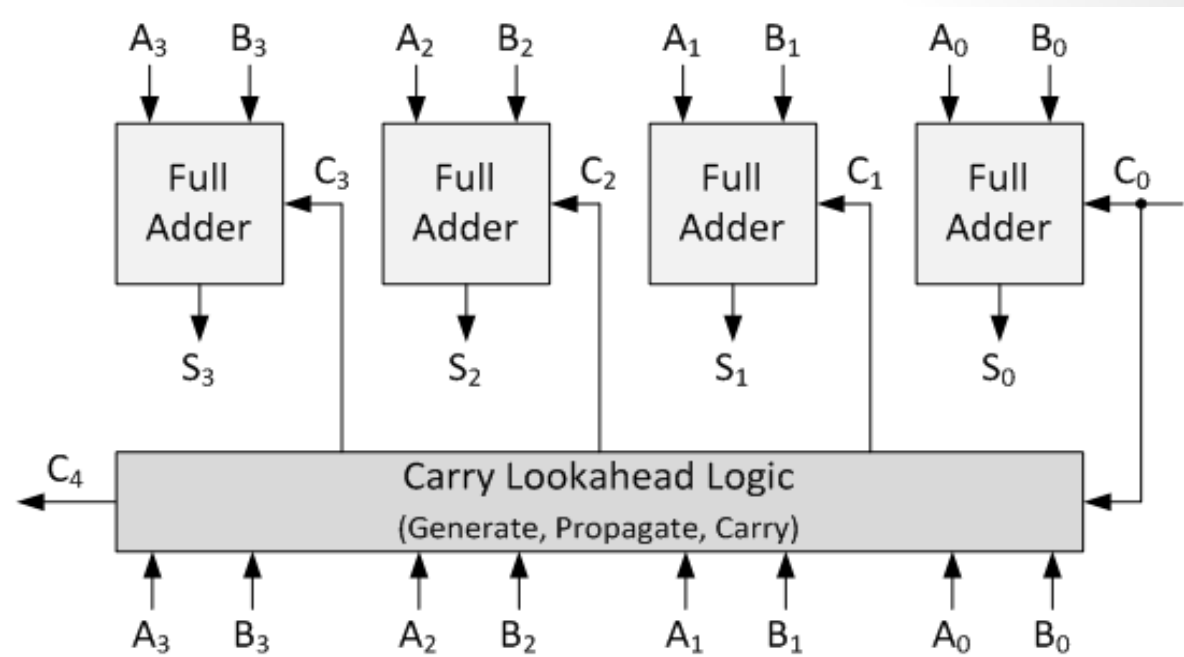 A₃ B₃ A₂ B₂ A₁ B₁ A₀ B₀
Full Adder C₃ Full Adder C₂ Full Adder C₁ Full Adder C₀
S₃ S₂ S₁ S₀
C₄
Carry Lookahead Logic
(Generate, Propagate, Carry)
A₃ B₃ A₂ B₂ A₁ B₁ A₀ B₀